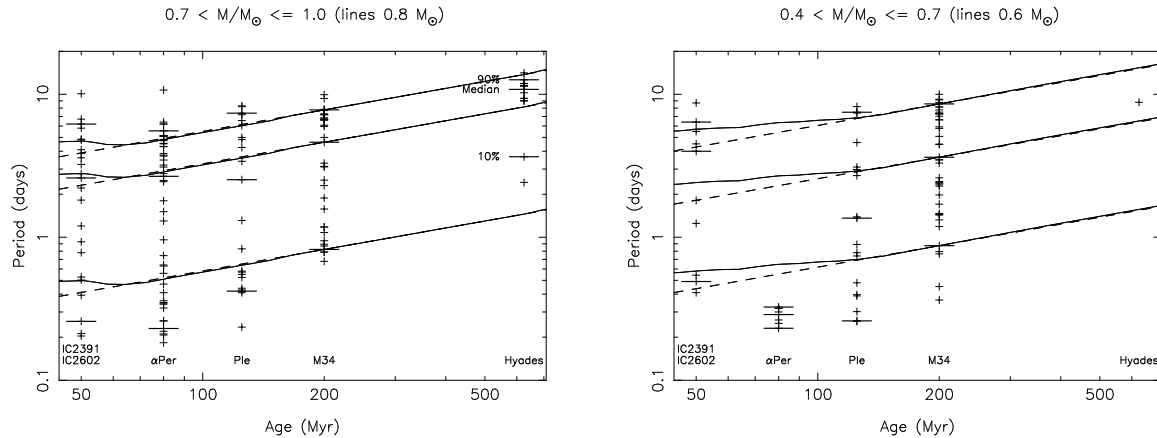 0.7 < M/M⊙ <= 1.0 (lines 0.8 M⊙)
Period (days)
10
1
0.1
90%
Median
10%
IC2391
IC2602
αPer
Ple
M34
Hyades
50
100
200
500
Age (Myr)
0.4 < M/M⊙ <= 0.7 (lines 0.6 M⊙)
Period (days)
10
1
0.1
IC2391
IC2602
αPer
Ple
M34
Hyades
50
100
200
500
Age (Myr)